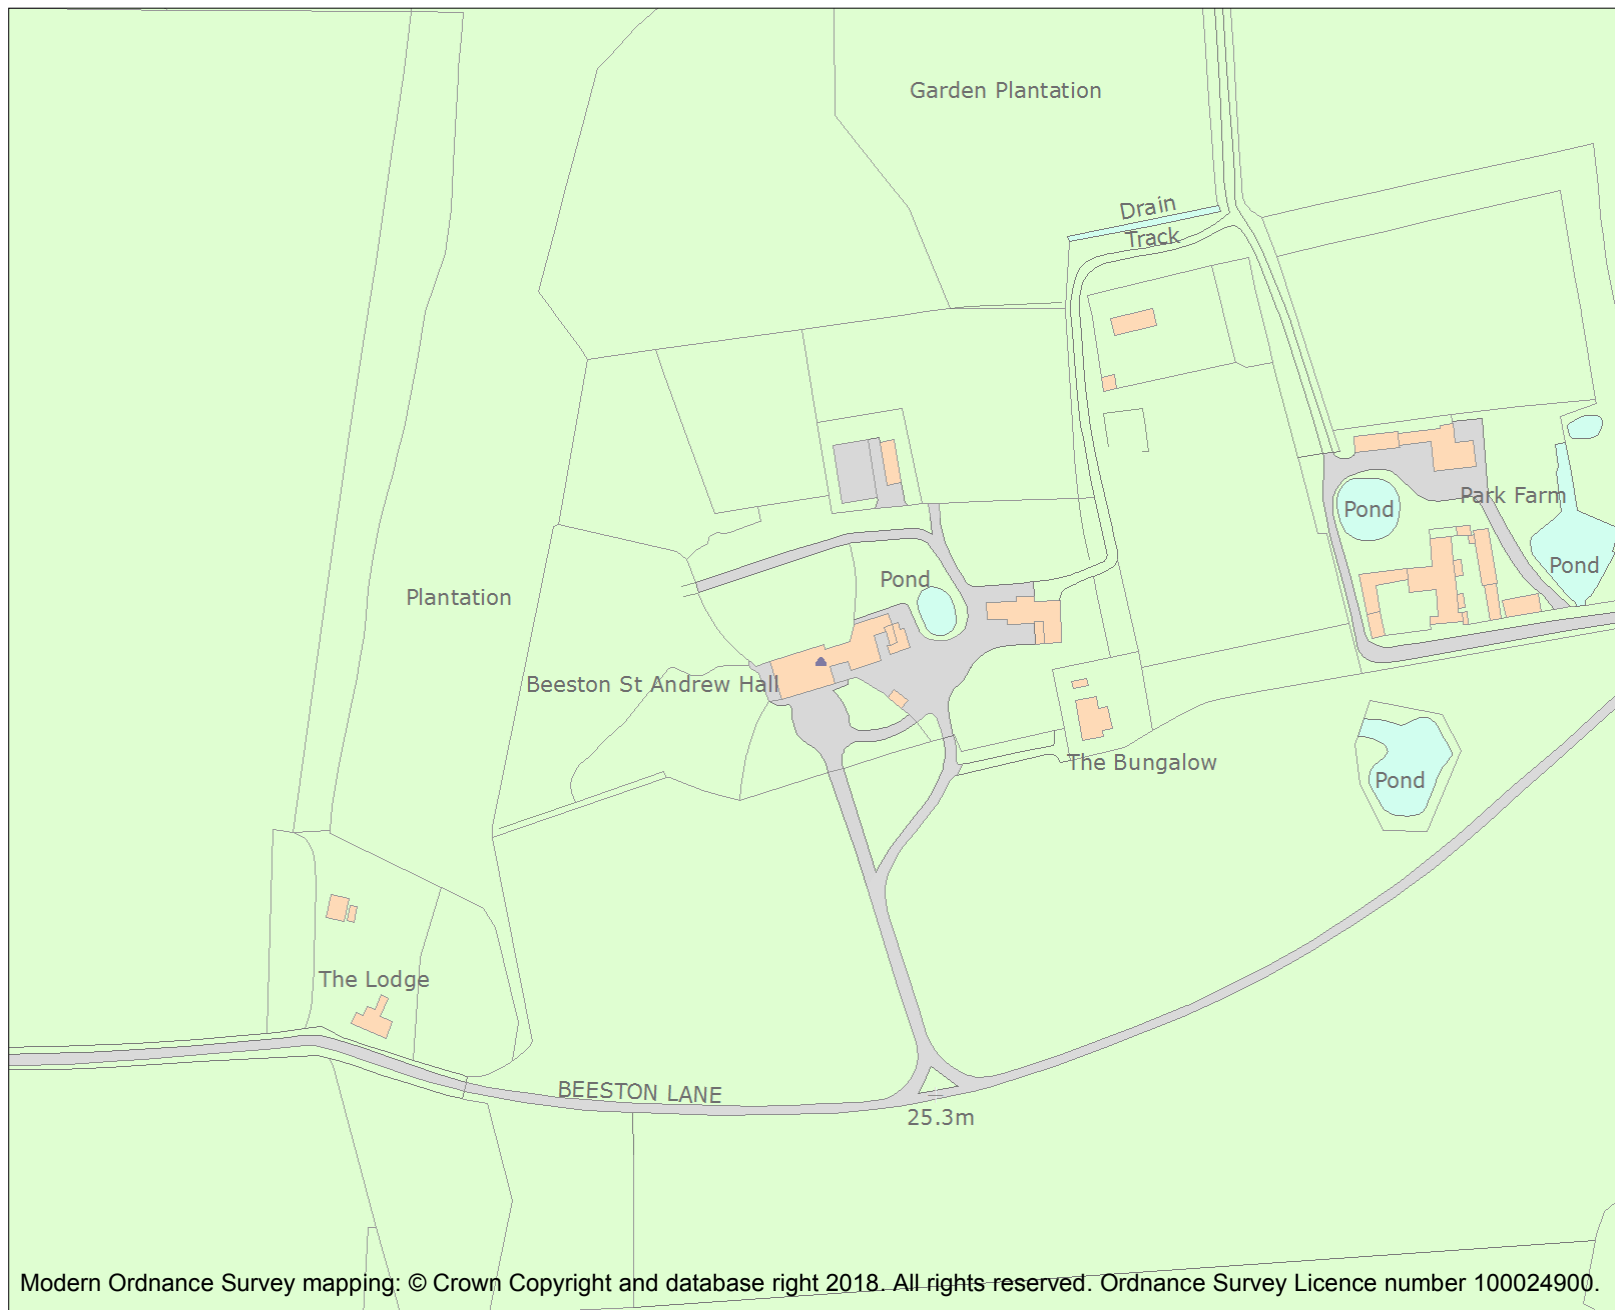 Garden Plantation
Drain
Track
Pond
Park Farm
Pond
Pond
Plantation
Beeston St Andrew Hall
The Bungalow
Pond
The Lodge
BEESTON LANE
25.3m
Modern Ordnance Survey mapping: © Crown Copyright and database right 2018. All rights reserved. Ordnance Survey Licence number 100024900.